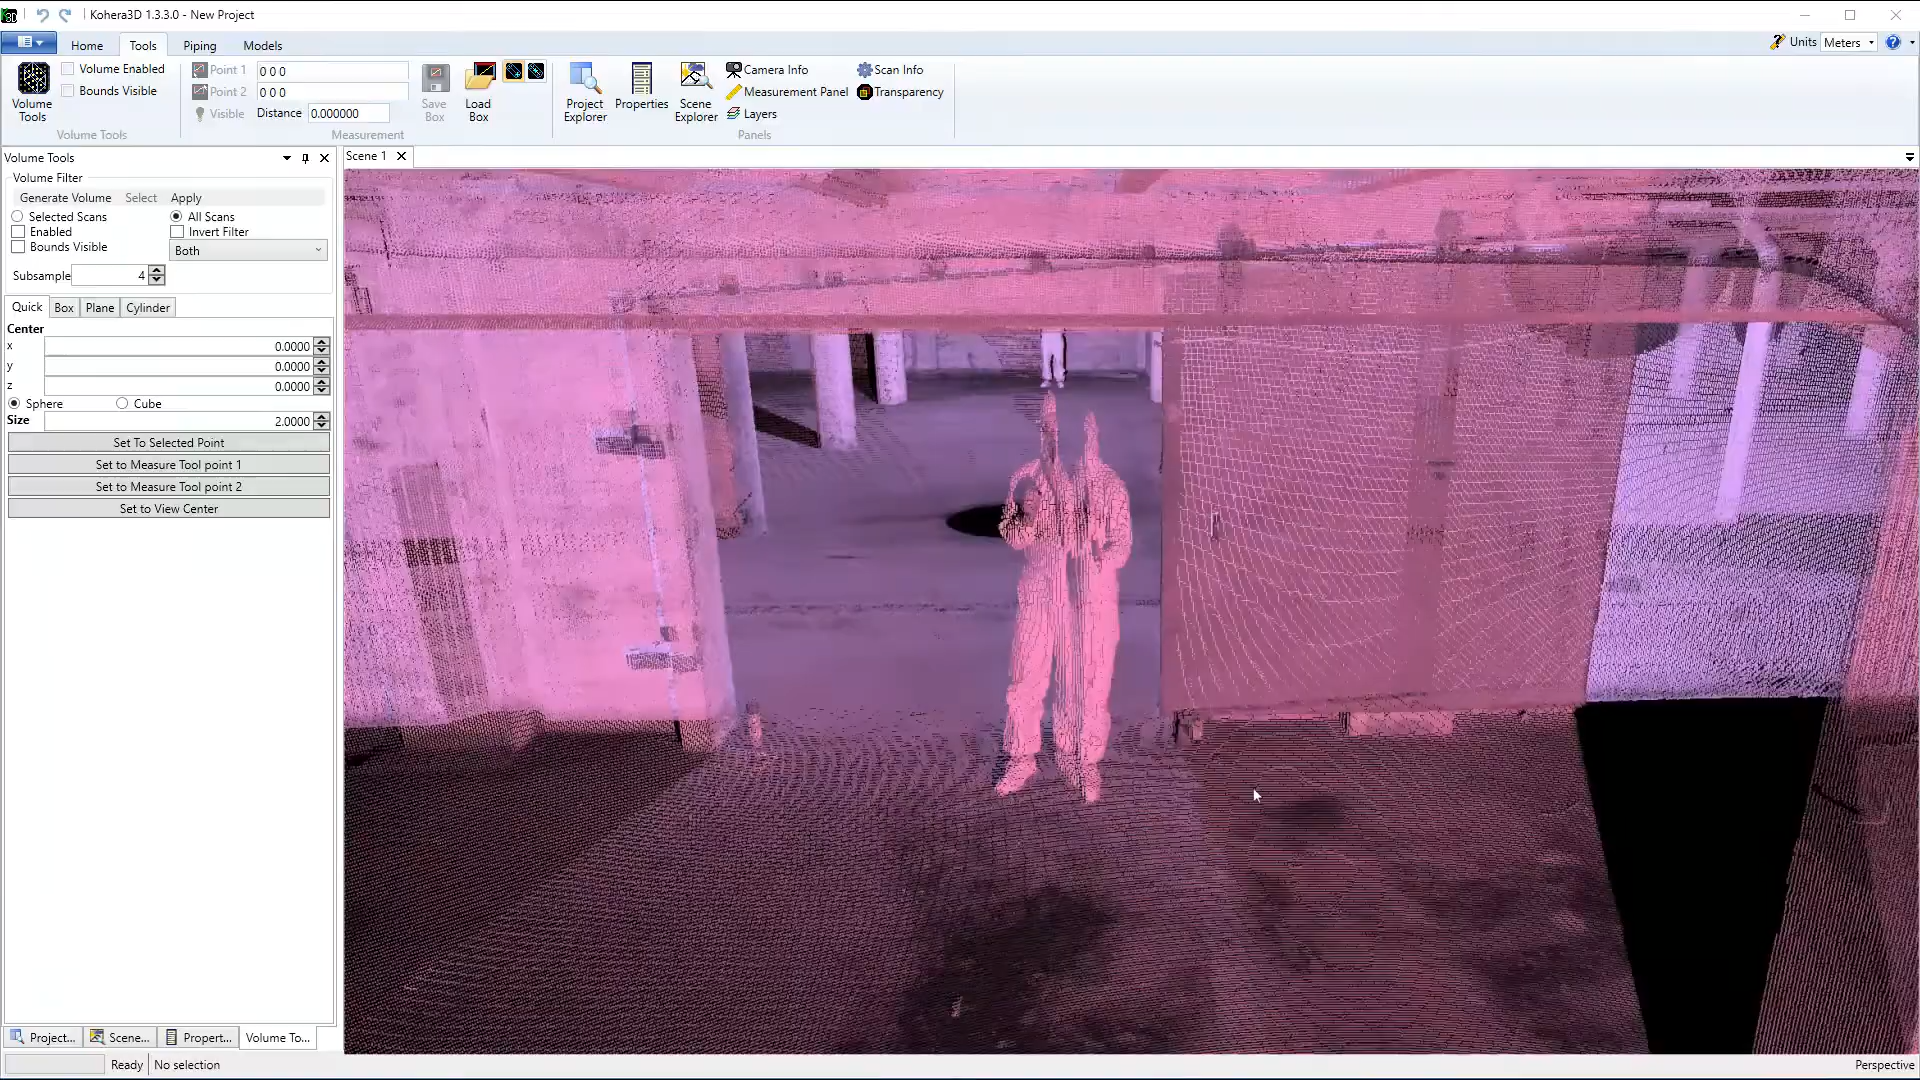 Kohera3D 1.3.3.0 - New Project
Home Tools Piping Models
Units Meters
Volume Tools
Volume Enabled
Bounds Visible
Volume Tools
Point 1 0 0 0
Point 2 0 0 0
Visible Distance 0.000000
Save Box
Load Box
Measurement
Project Explorer
Properties
Scene Explorer
Camera Info
Measurement Panel
Layers
Scan Info
Transparency
Panels
Volume Tools
Scene 1
Volume Filter
Generate Volume Select Apply
Selected Scans All Scans
Enabled Invert Filter
Bounds Visible Both
Subsample 4
Quick Box Plane Cylinder
Center
x 0.0000
y 0.0000
z 0.0000
Sphere Cube
Size 2.0000
Set To Selected Point
Set to Measure Tool point 1
Set to Measure Tool point 2
Set to View Center
Project... Scene... Propert... Volume To...
Ready No selection Perspective